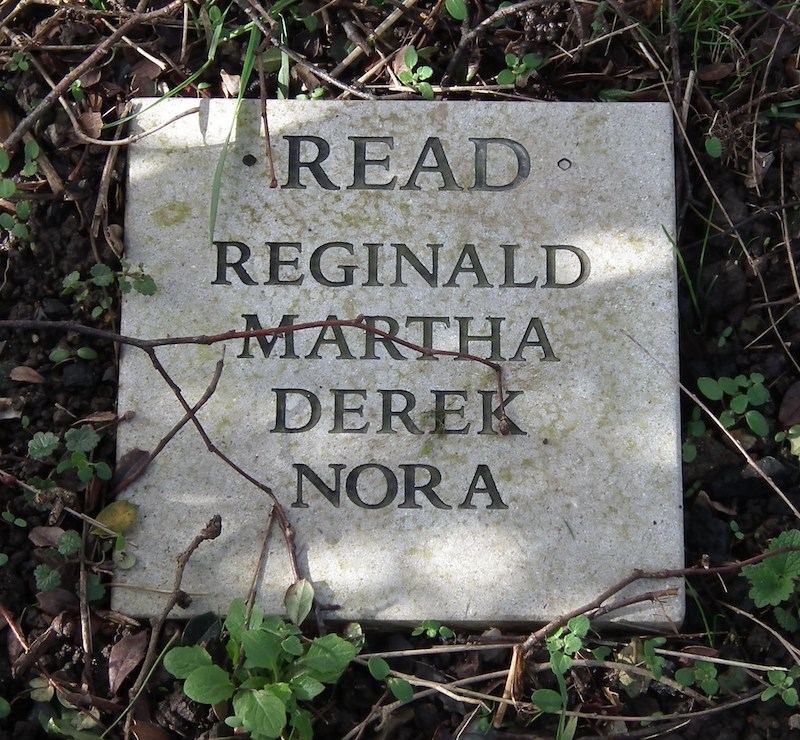 · READ ·
REGINALD
MARTHA
DEREK
NORA